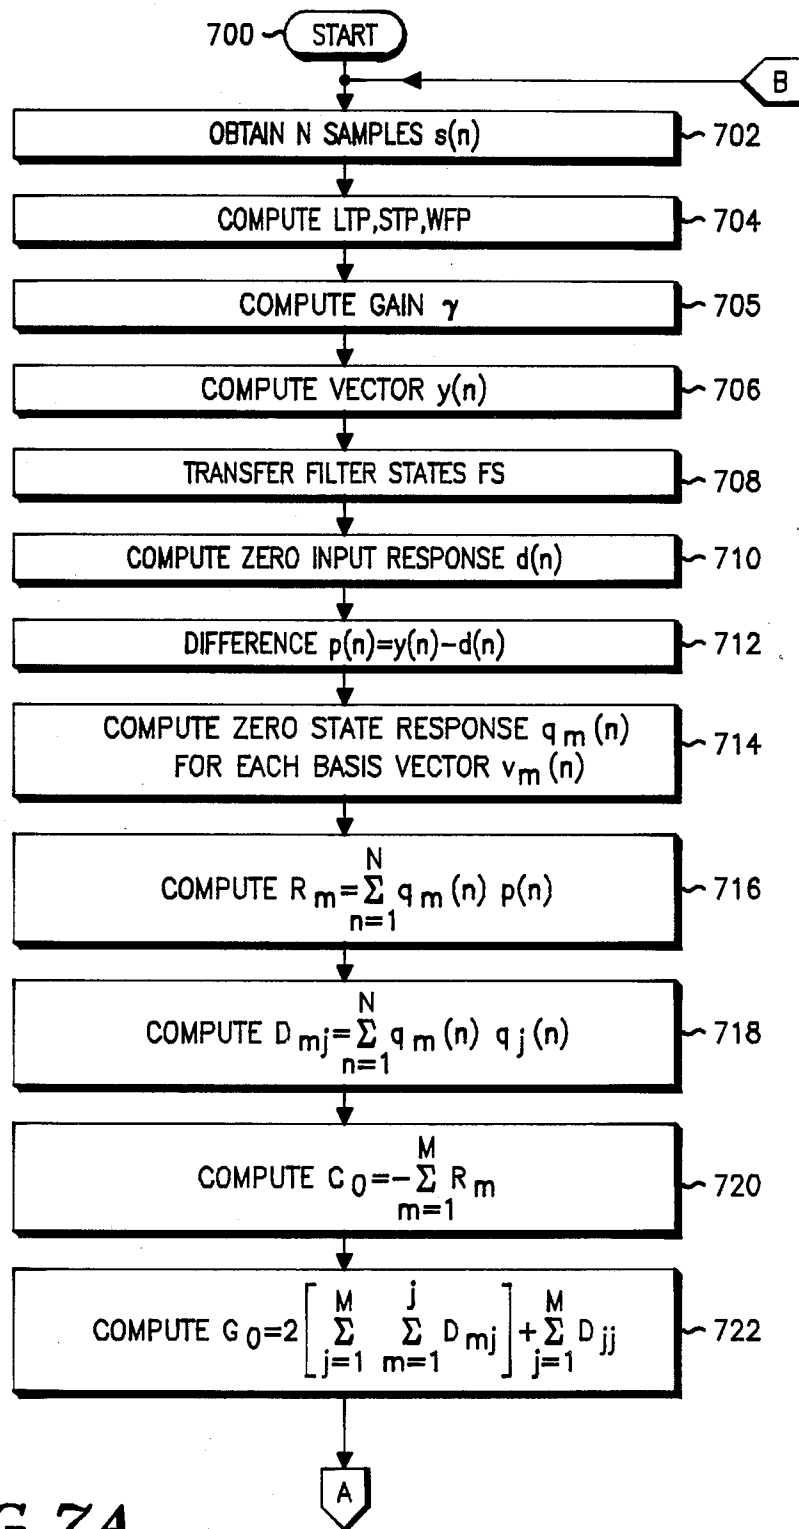 700 START
B
OBTAIN N SAMPLES s(n) 702
COMPUTE LTP,STP,WFP 704
COMPUTE GAIN γ 705
COMPUTE VECTOR y(n) 706
TRANSFER FILTER STATES FS 708
COMPUTE ZERO INPUT RESPONSE d(n) 710
DIFFERENCE p(n)=y(n)-d(n) 712
COMPUTE ZERO STATE RESPONSE q m (n)
FOR EACH BASIS VECTOR v m (n) 714
N
COMPUTE R m = Σ q m (n) p(n) 716
n=1
N
COMPUTE D mj = Σ q m (n) q j (n) 718
n=1
M
COMPUTE C 0 =- Σ R m 720
m=1
M j M
COMPUTE G 0 =2[ Σ Σ D mj ]+ Σ D jj 722
j=1 m=1 j=1
A
G 7A